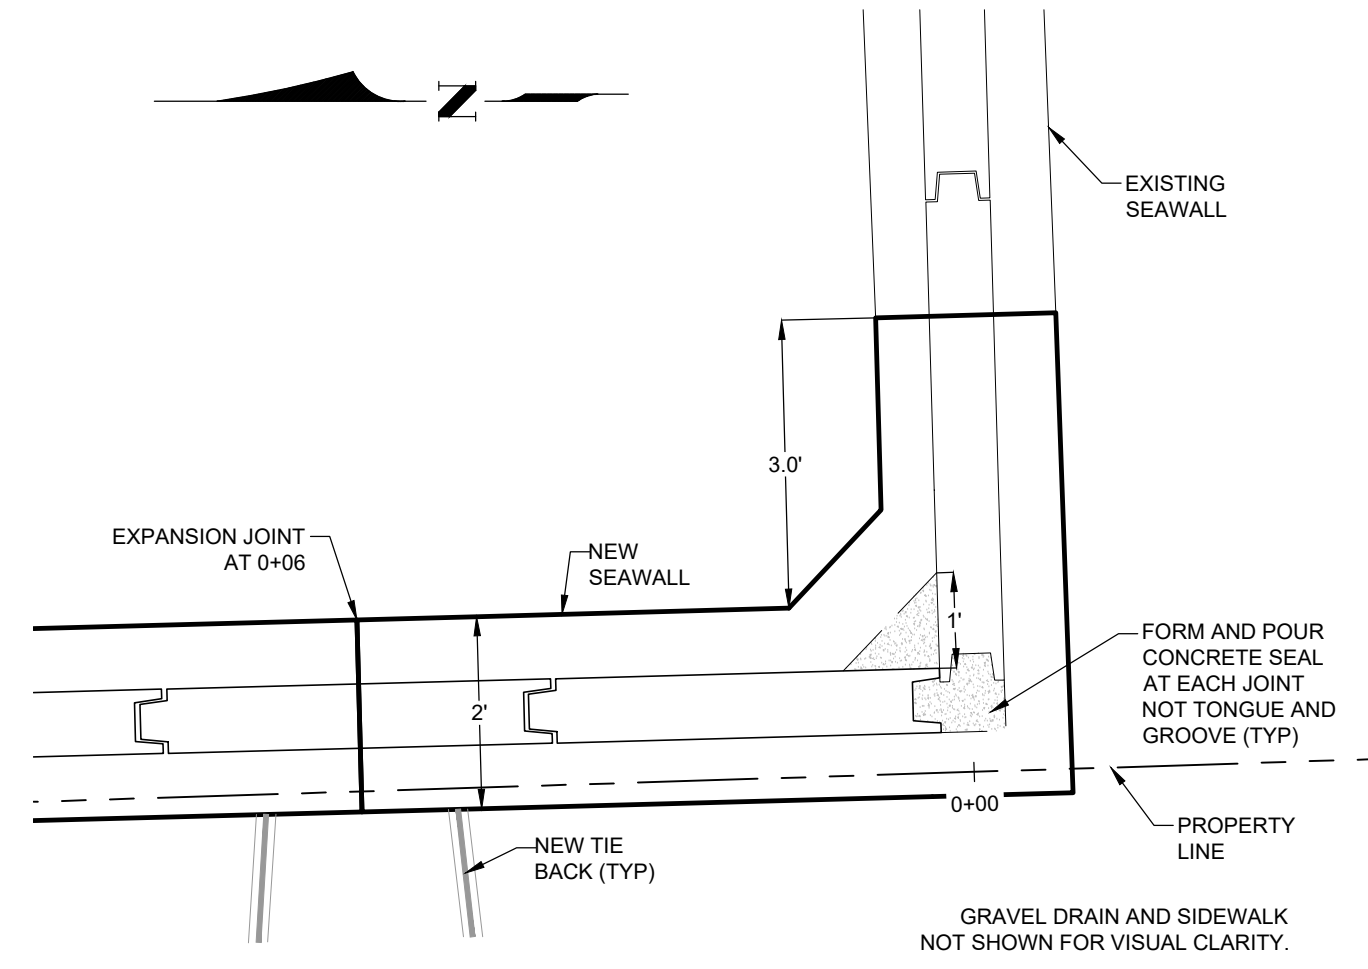 N
EXISTING
SEAWALL
3.0'
EXPANSION JOINT
AT 0+06
NEW
SEAWALL
1'
FORM AND POUR
CONCRETE SEAL
AT EACH JOINT
NOT TONGUE AND
GROOVE (TYP)
2'
0+00
PROPERTY
LINE
NEW TIE
BACK (TYP)
GRAVEL DRAIN AND SIDEWALK
NOT SHOWN FOR VISUAL CLARITY.